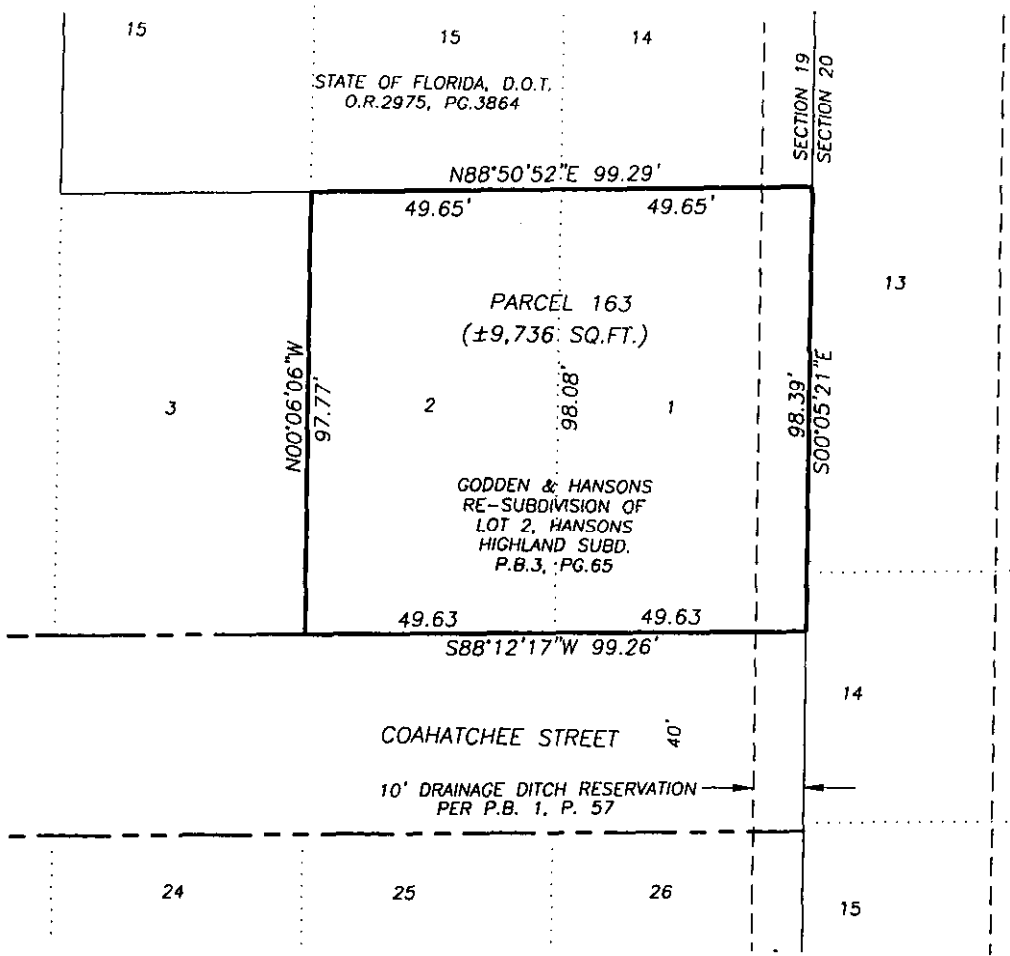 15
15
14
STATE OF FLORIDA, D.O.T.
O.R.2975, PG.3864
SECTION 19
SECTION 20
N88°50'52"E 99.29'
49.65'
49.65'
13
PARCEL 163
(±9,736 SQ.FT.)
N00°06'06"W
97.77'
98.08'
98.39'
S00°05'21"E
3
2
1
GODDEN & HANSONS
RE-SUBDIVISION OF
LOT 2, HANSONS
HIGHLAND SUBD.
P.B.3, PG.65
49.63
49.63
S88°12'17"W 99.26'
14
COAHATCHEE STREET
40'
10' DRAINAGE DITCH RESERVATION
PER P.B. 1, P. 57
24
25
26
15